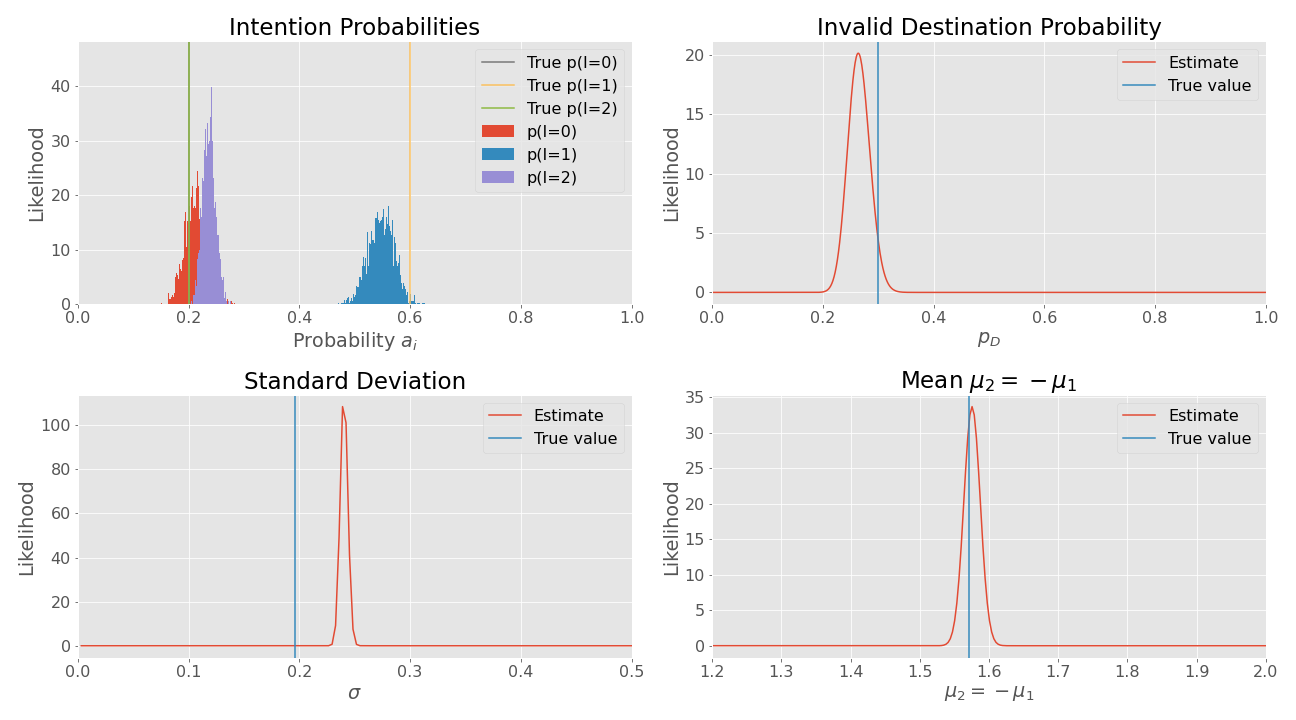 Intention Probabilities
Likelihood
40
30
20
10
0
True p(I=0)
True p(I=1)
True p(I=2)
p(I=0)
p(I=1)
p(I=2)
0.0 0.2 0.4 0.6 0.8 1.0
Probability a_i
Invalid Destination Probability
Likelihood
20
15
10
5
0
Estimate
True value
0.0 0.2 0.4 0.6 0.8 1.0
p_D
Standard Deviation
Likelihood
100
80
60
40
20
0
Estimate
True value
0.0 0.1 0.2 0.3 0.4 0.5
σ
Mean μ₂ = −μ₁
Likelihood
35
30
25
20
15
10
5
0
Estimate
True value
1.2 1.3 1.4 1.5 1.6 1.7 1.8 1.9 2.0
μ₂ = −μ₁